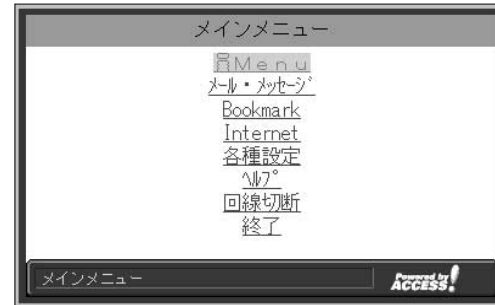 メインメニュー
iMenu
ﾒｰﾙ・ﾒｯｾｰｼﾞ
Bookmark
Internet
各種設定
ﾍﾙﾌﾟ
回線切断
終了
メインメニュー
Powered by
ACCESS!